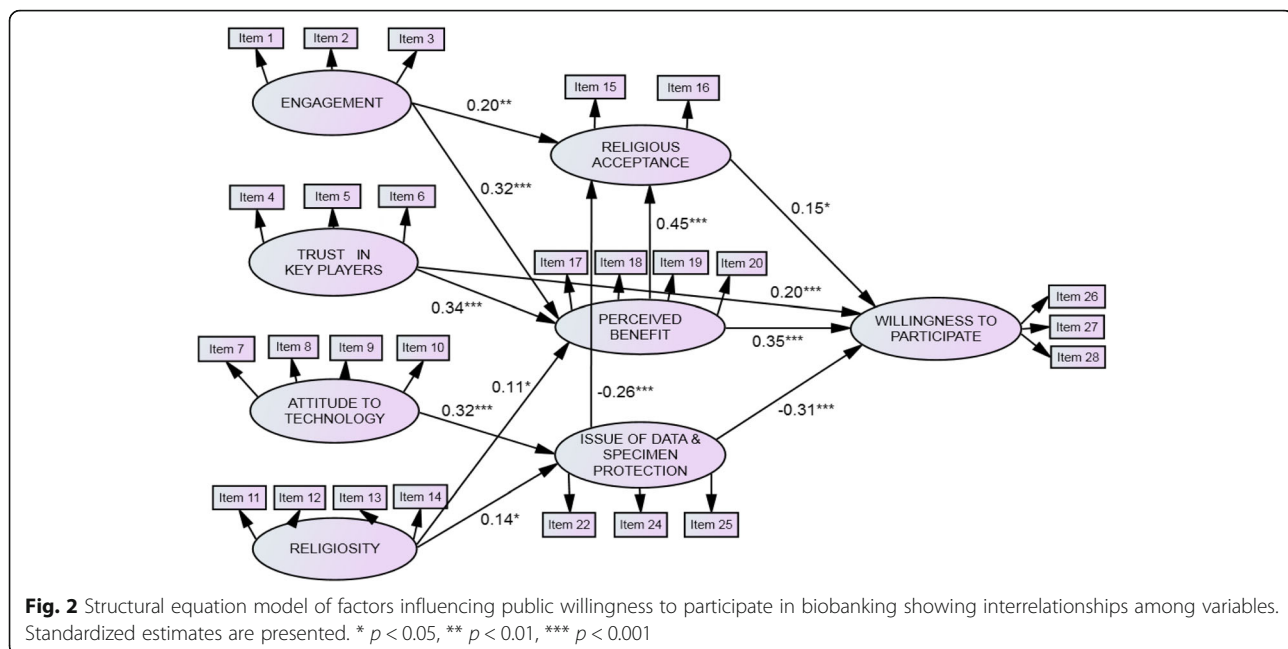 Item 1
Item 2
Item 3
ENGAGEMENT
0.20**
Item 15
Item 16
RELIGIOUS
ACCEPTANCE
0.32***
Item 4
Item 5
Item 6
TRUST IN
KEY PLAYERS
0.45***
0.15*
Item 17
Item 18
Item 19
Item 20
0.34***
0.20***
PERCEIVED
BENEFIT
0.35***
WILLINGNESS TO
PARTICIPATE
Item 26
Item 27
Item 28
Item 7
Item 8
Item 9
Item 10
ATTITUDE TO
TECHNOLOGY
0.11*
-0.26***
0.32***
-0.31***
ISSUE OF DATA &
SPECIMEN
PROTECTION
Item 11
Item 12
Item 13
Item 14
RELIGIOSITY
0.14*
Item 22
Item 24
Item 25
Fig. 2 Structural equation model of factors influencing public willingness to participate in biobanking showing interrelationships among variables.
Standardized estimates are presented. * p < 0.05, ** p < 0.01, *** p < 0.001